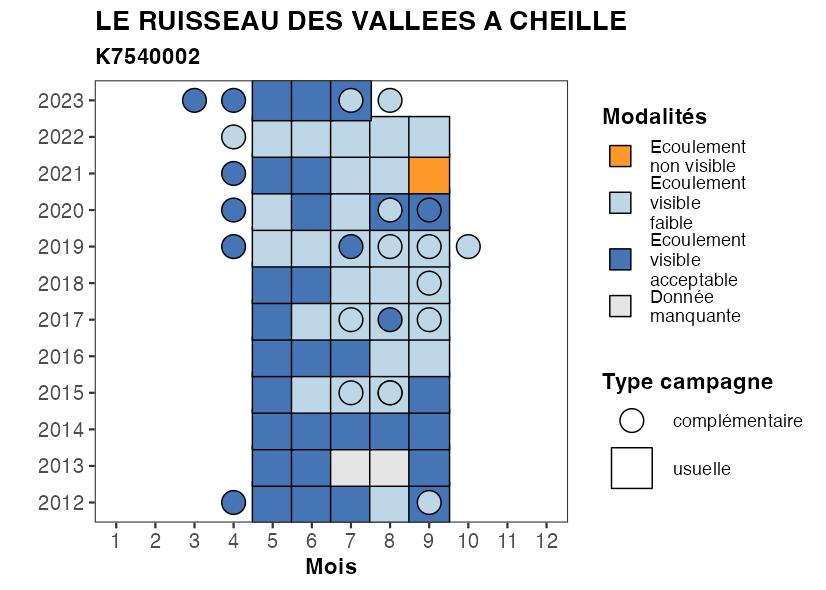 LE RUISSEAU DES VALLEES A CHEILLE
K7540002
2023
2022
2021
2020
2019
2018
2017
2016
2015
2014
2013
2012
1 2 3 4 5 6 7 8 9 10 11 12
Mois
Modalités
Ecoulement
non visible
Ecoulement
visible
faible
Ecoulement
visible
acceptable
Donnée
manquante
Type campagne
complémentaire
usuelle